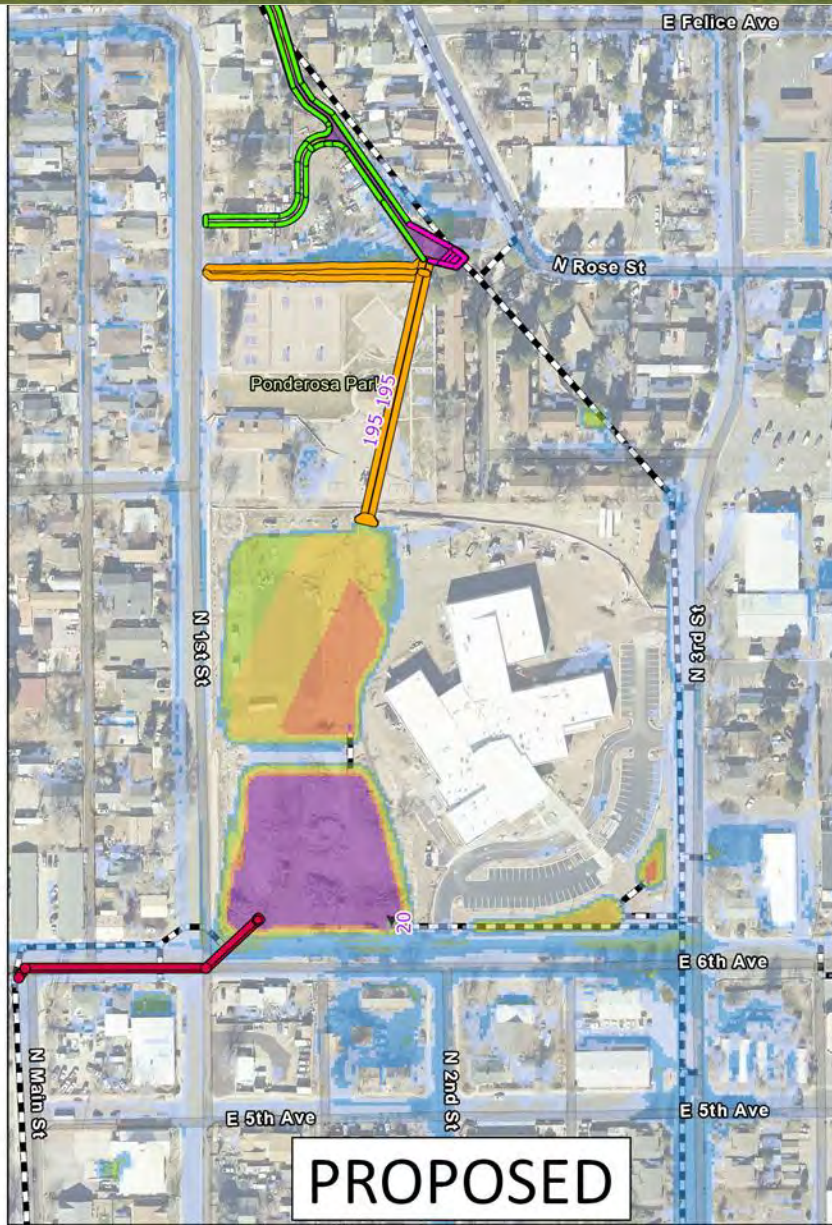 E Felice Ave
N Rose St
Ponderosa Park
195 195
N 1st St
N 3rd St
20
E 6th Ave
N Main St
N 2nd St
E 5th Ave
E 5th Ave
PROPOSED